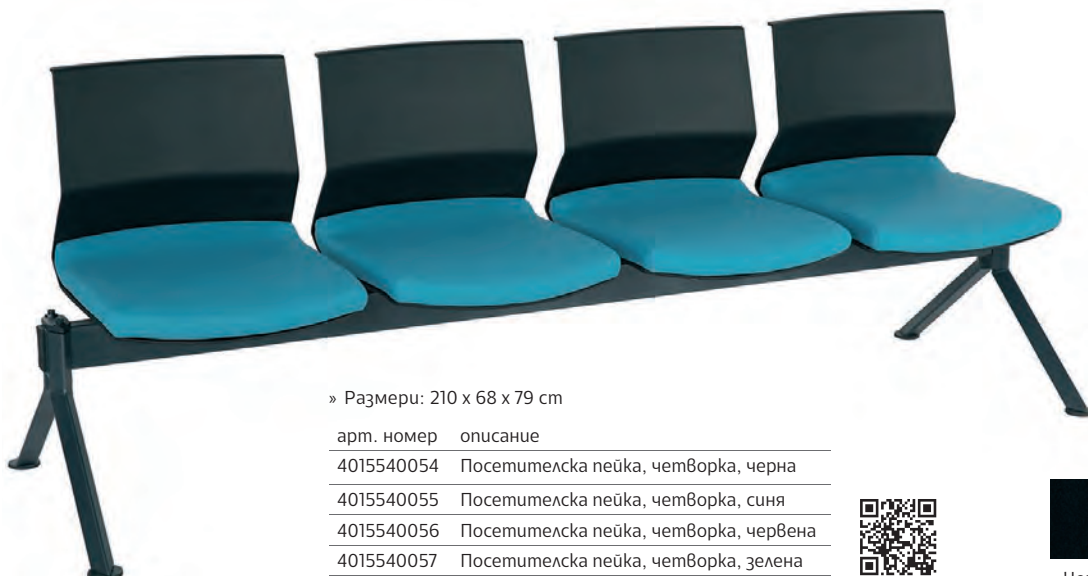 » Размери: 210 x 68 x 79 cm
арт. номер описание
4015540054 Посетителска пейка, четворка, черна
4015540055 Посетителска пейка, четворка, синя
4015540056 Посетителска пейка, четворка, червена
4015540057 Посетителска пейка, четворка, зелена